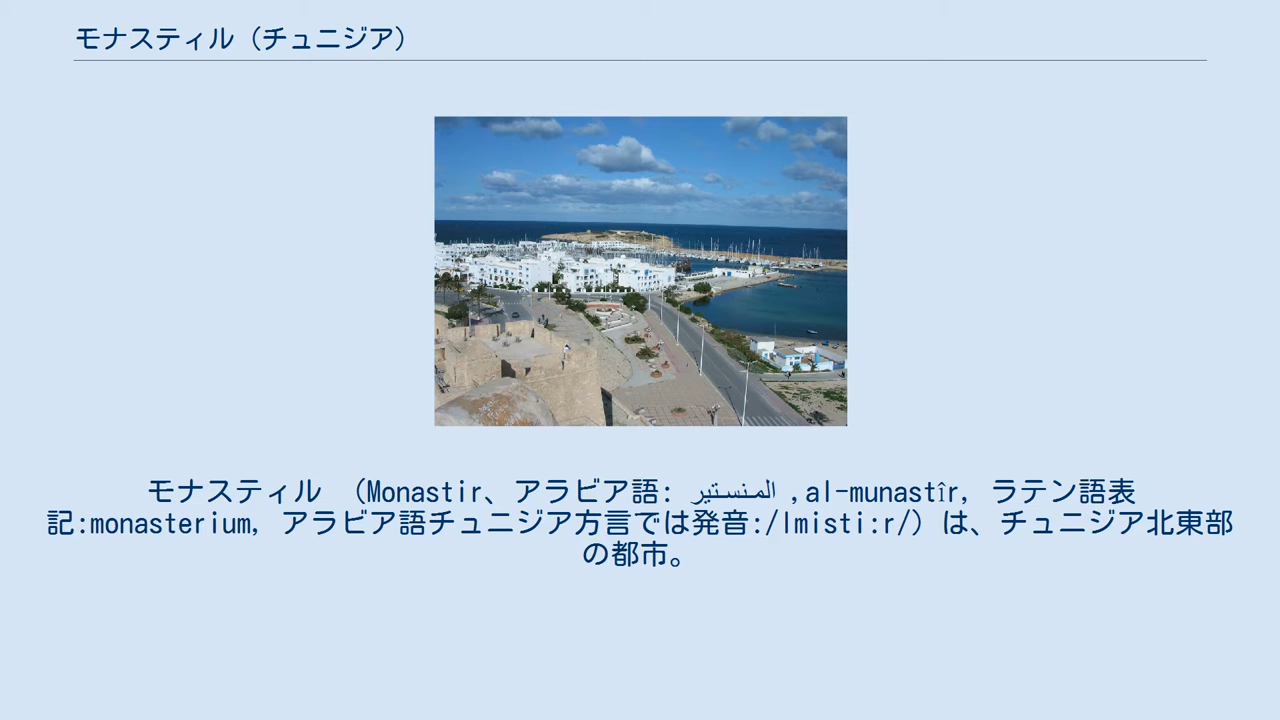 モナスティル（チュニジア）
モナスティル　（Monastir、アラビア語: المنستير ,al-munastîr, ラテン語表
記:monasterium, アラビア語チュニジア方言では発音:/lmisti:r/）は、チュニジア北東部
の都市。